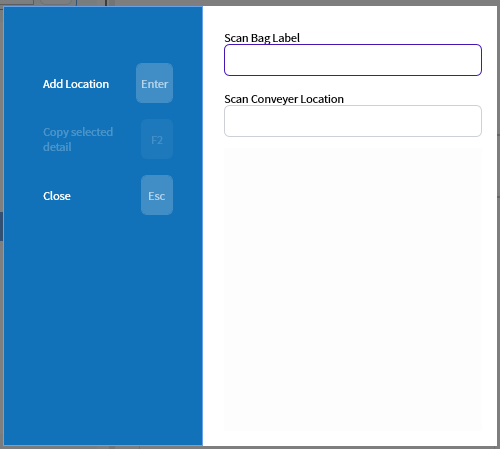 Add Location
Enter
Copy selected
detail
F2
Close
Esc
Scan Bag Label
Scan Conveyer Location